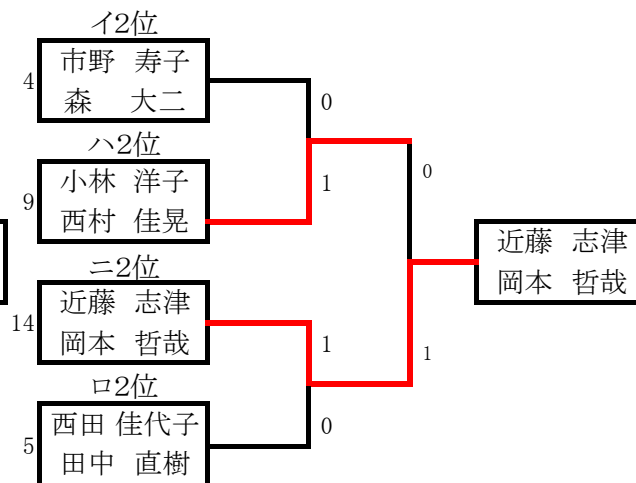 イ2位
4
市野 寿子
森 大二
0
ハ2位
9
小林 洋子
西村 佳晃
1
0
近藤 志津
岡本 哲哉
ニ2位
14
近藤 志津
岡本 哲哉
1
1
ロ2位
5
西田 佳代子
田中 直樹
0